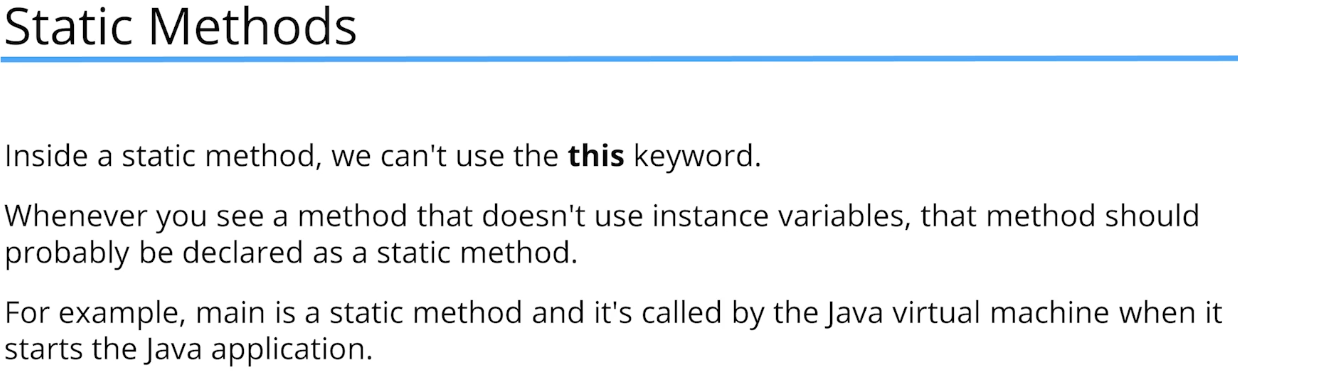 Static Methods
Inside a static method, we can't use the this keyword.
Whenever you see a method that doesn't use instance variables, that method should
probably be declared as a static method.
For example, main is a static method and it's called by the Java virtual machine when it
starts the Java application.